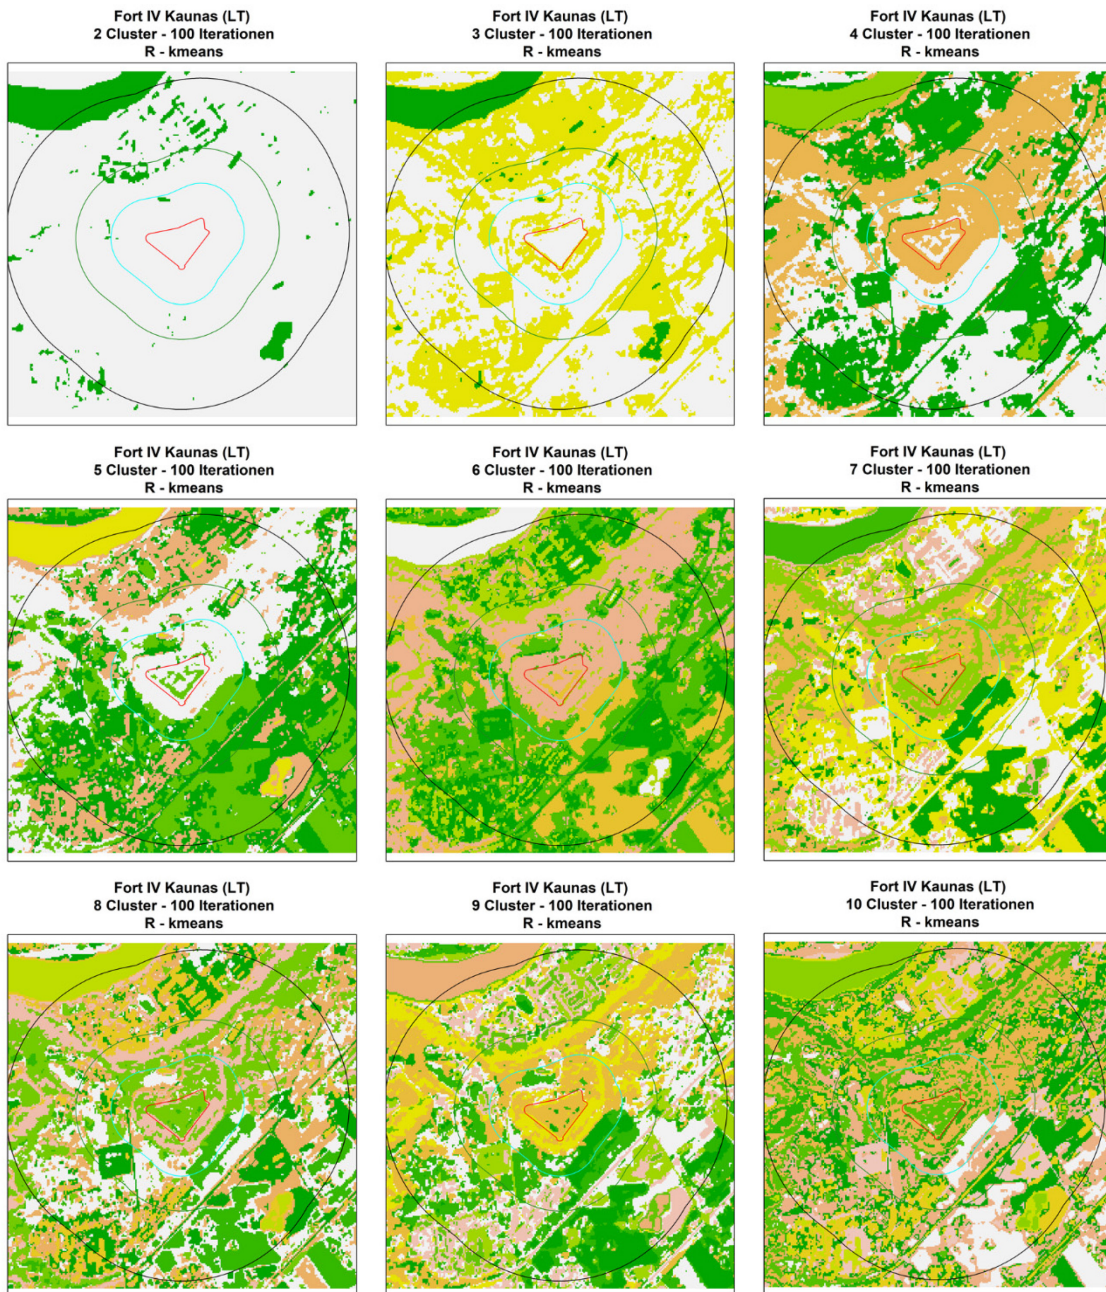 Fort IV Kaunas (LT)
2 Cluster - 100 Iterationen
R - kmeans
Fort IV Kaunas (LT)
3 Cluster - 100 Iterationen
R - kmeans
Fort IV Kaunas (LT)
4 Cluster - 100 Iterationen
R - kmeans
Fort IV Kaunas (LT)
5 Cluster - 100 Iterationen
R - kmeans
Fort IV Kaunas (LT)
6 Cluster - 100 Iterationen
R - kmeans
Fort IV Kaunas (LT)
7 Cluster - 100 Iterationen
R - kmeans
Fort IV Kaunas (LT)
8 Cluster - 100 Iterationen
R - kmeans
Fort IV Kaunas (LT)
9 Cluster - 100 Iterationen
R - kmeans
Fort IV Kaunas (LT)
10 Cluster - 100 Iterationen
R - kmeans